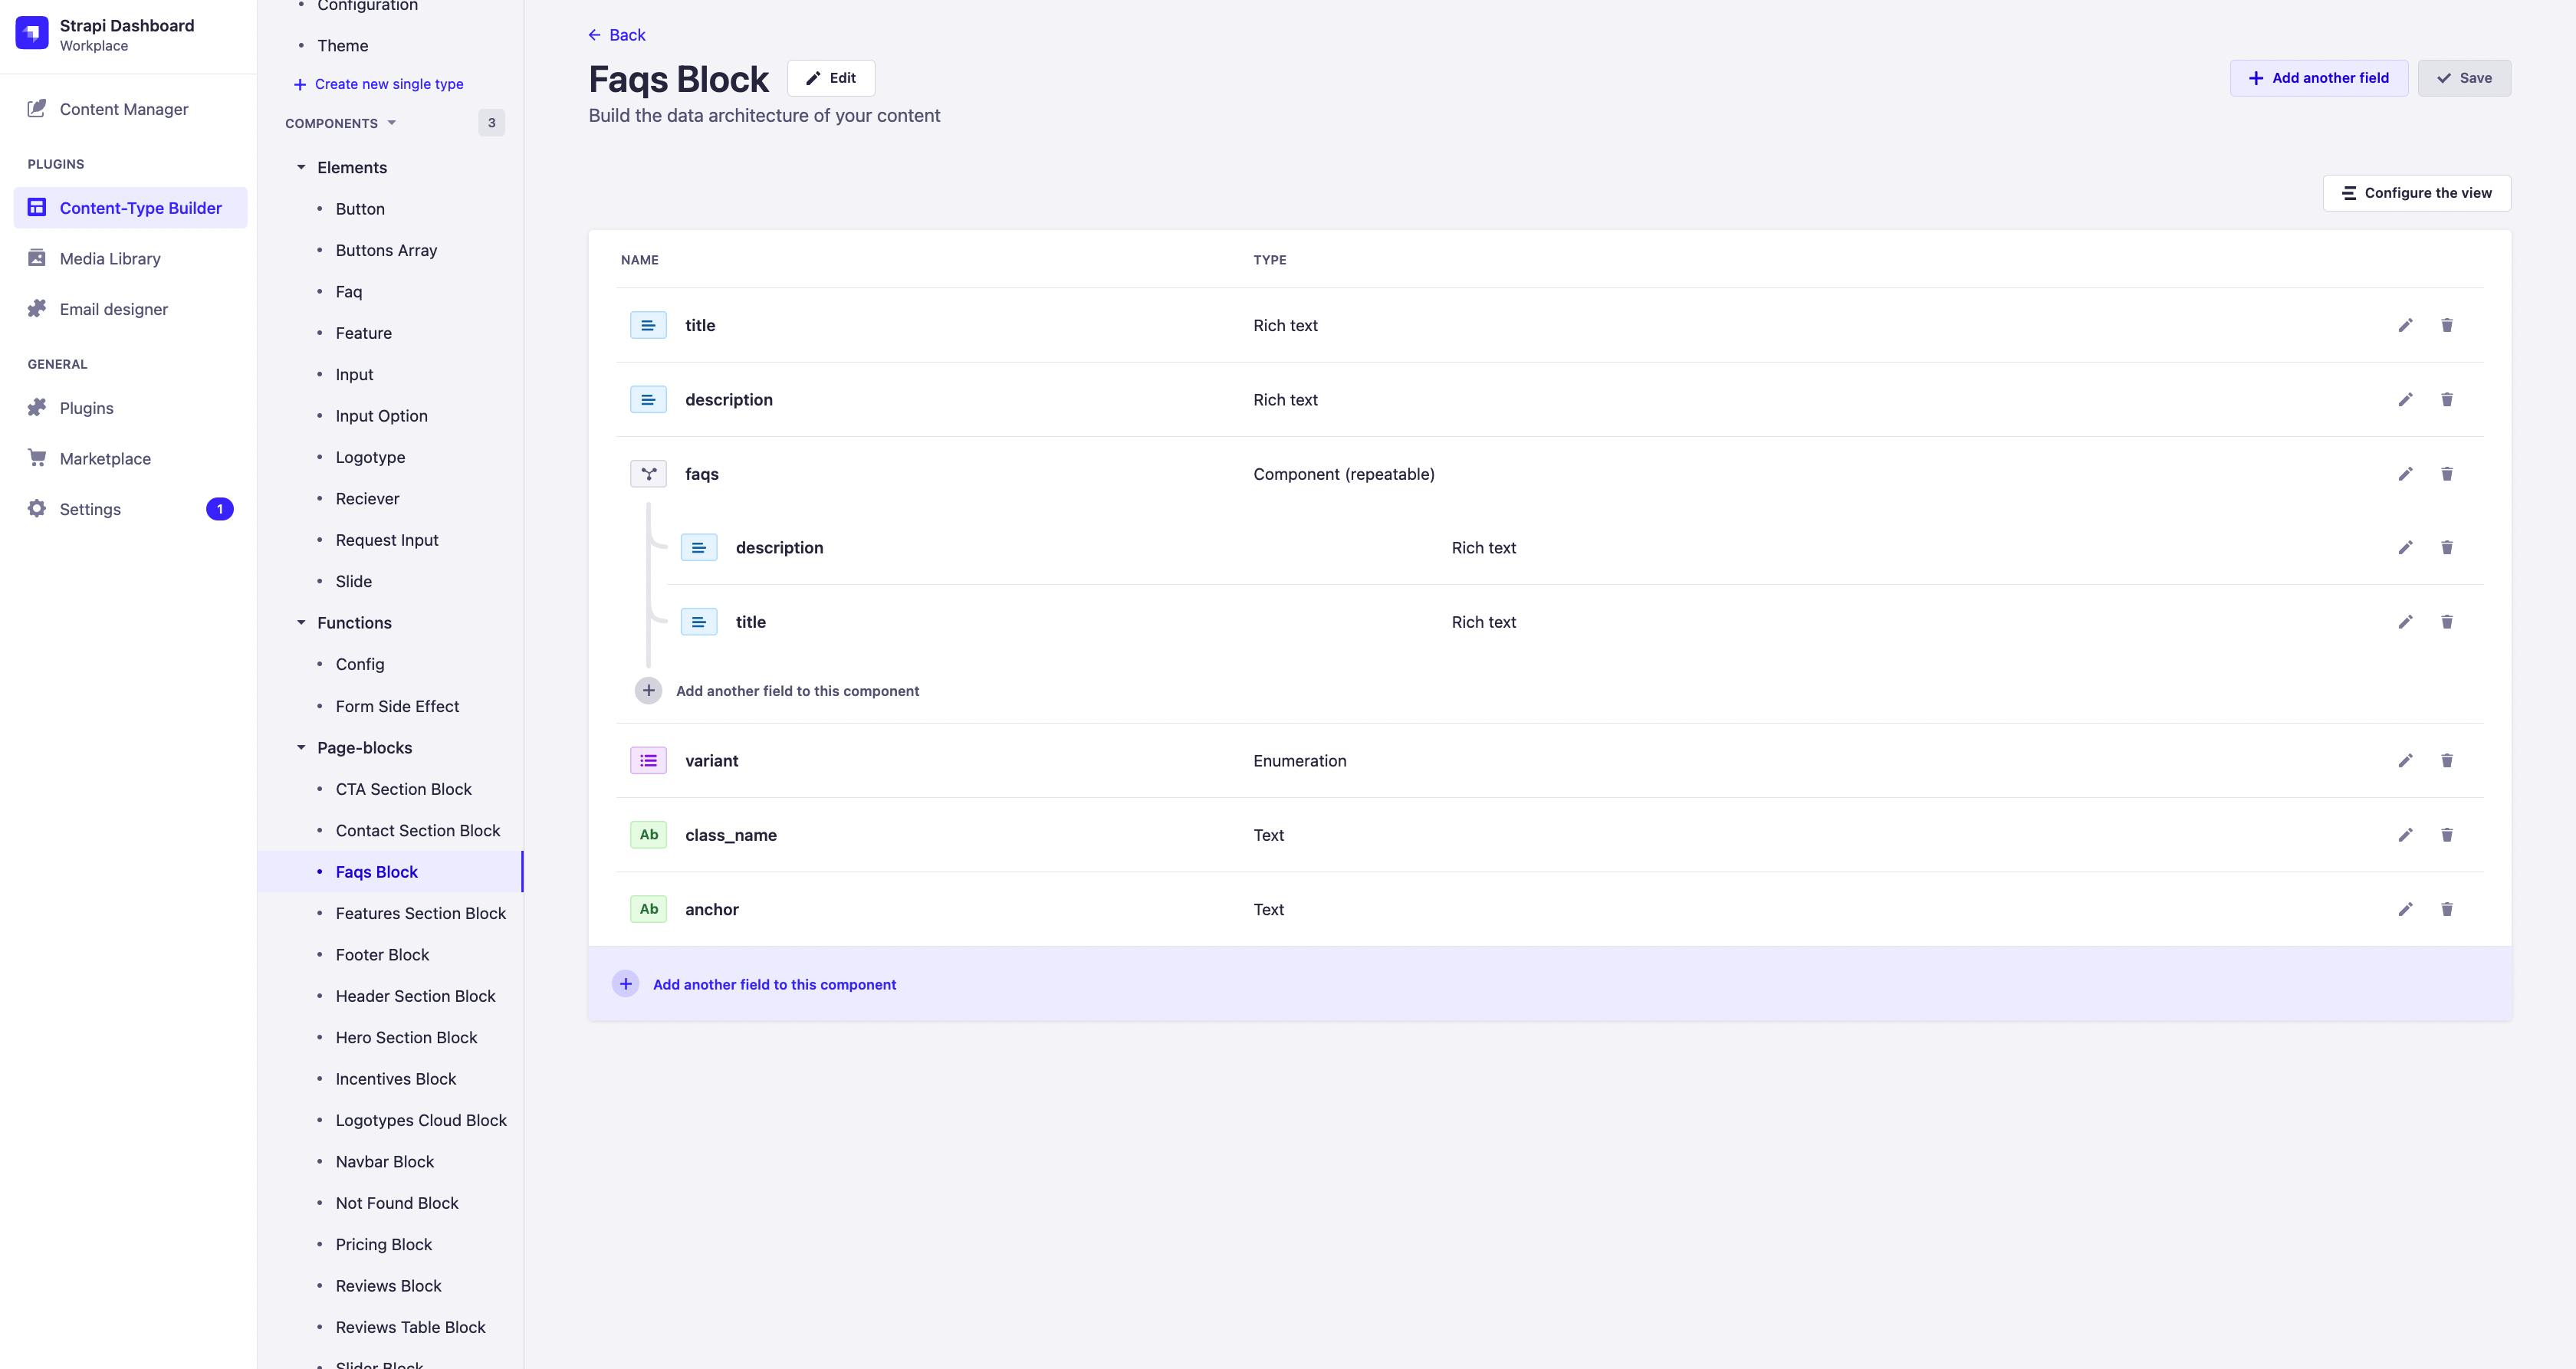 Strapi Dashboard
Workplace
Content Manager
PLUGINS
Content-Type Builder
Media Library
Email designer
GENERAL
Plugins
Marketplace
Settings
1
Configuration
Theme
Create new single type
COMPONENTS
3
Elements
Button
Buttons Array
Faq
Feature
Input
Input Option
Logotype
Reciever
Request Input
Slide
Functions
Config
Form Side Effect
Page-blocks
CTA Section Block
Contact Section Block
Faqs Block
Features Section Block
Footer Block
Header Section Block
Hero Section Block
Incentives Block
Logotypes Cloud Block
Navbar Block
Not Found Block
Pricing Block
Reviews Block
Reviews Table Block
Slider Block
Back
Faqs Block
Edit
Add another field
Save
Build the data architecture of your content
Configure the view
NAME TYPE
title Rich text
description Rich text
faqs Component (repeatable)
description Rich text
title Rich text
Add another field to this component
variant Enumeration
Ab class_name Text
Ab anchor Text
Add another field to this component